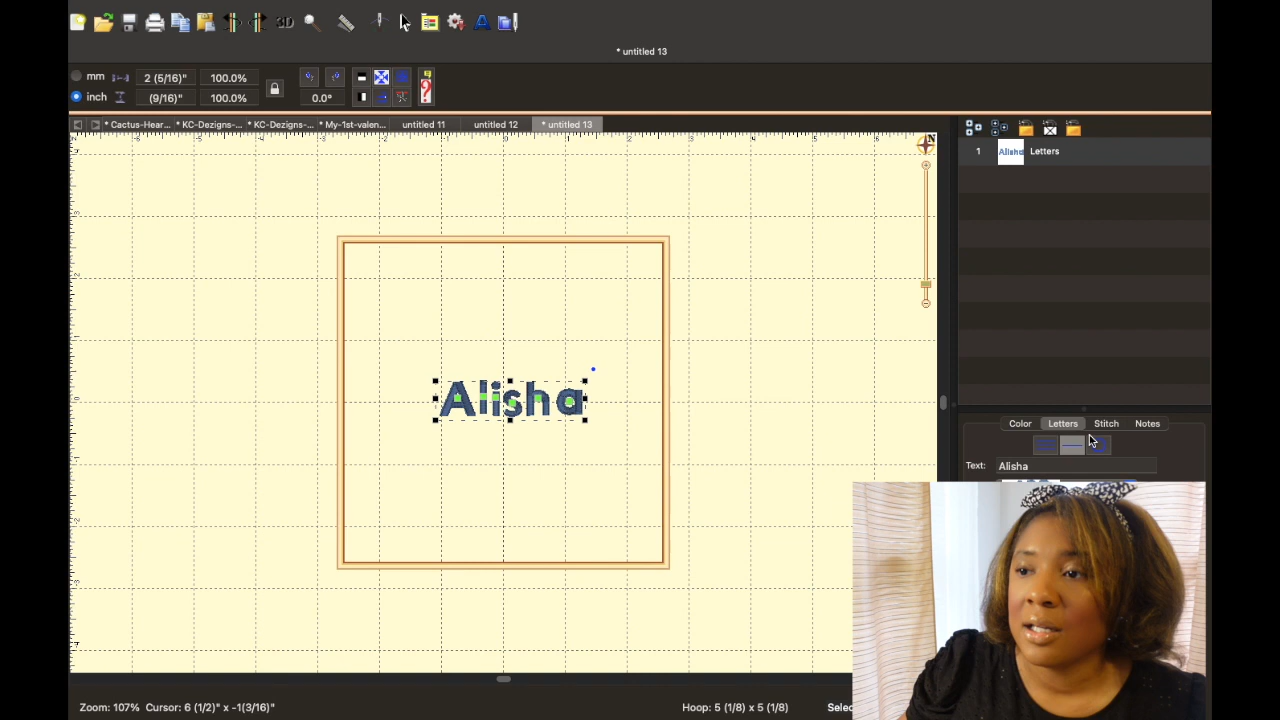 3D A
* untitled 13
mm 2 (5/16)" 100.0%
inch (9/16)" 100.0% 0.0° ?
* Cactus-Hear... * KC-Dezigns-... * KC-Dezigns-... * My-1st-valen... untitled 11 untitled 12 * untitled 13
N
1 Alisha Letters
Alisha
Color Letters Stitch Notes
Text: Alisha
Zoom: 107% Cursor: 6 (1/2)" x -1(3/16)" Hoop: 5 (1/8) x 5 (1/8)